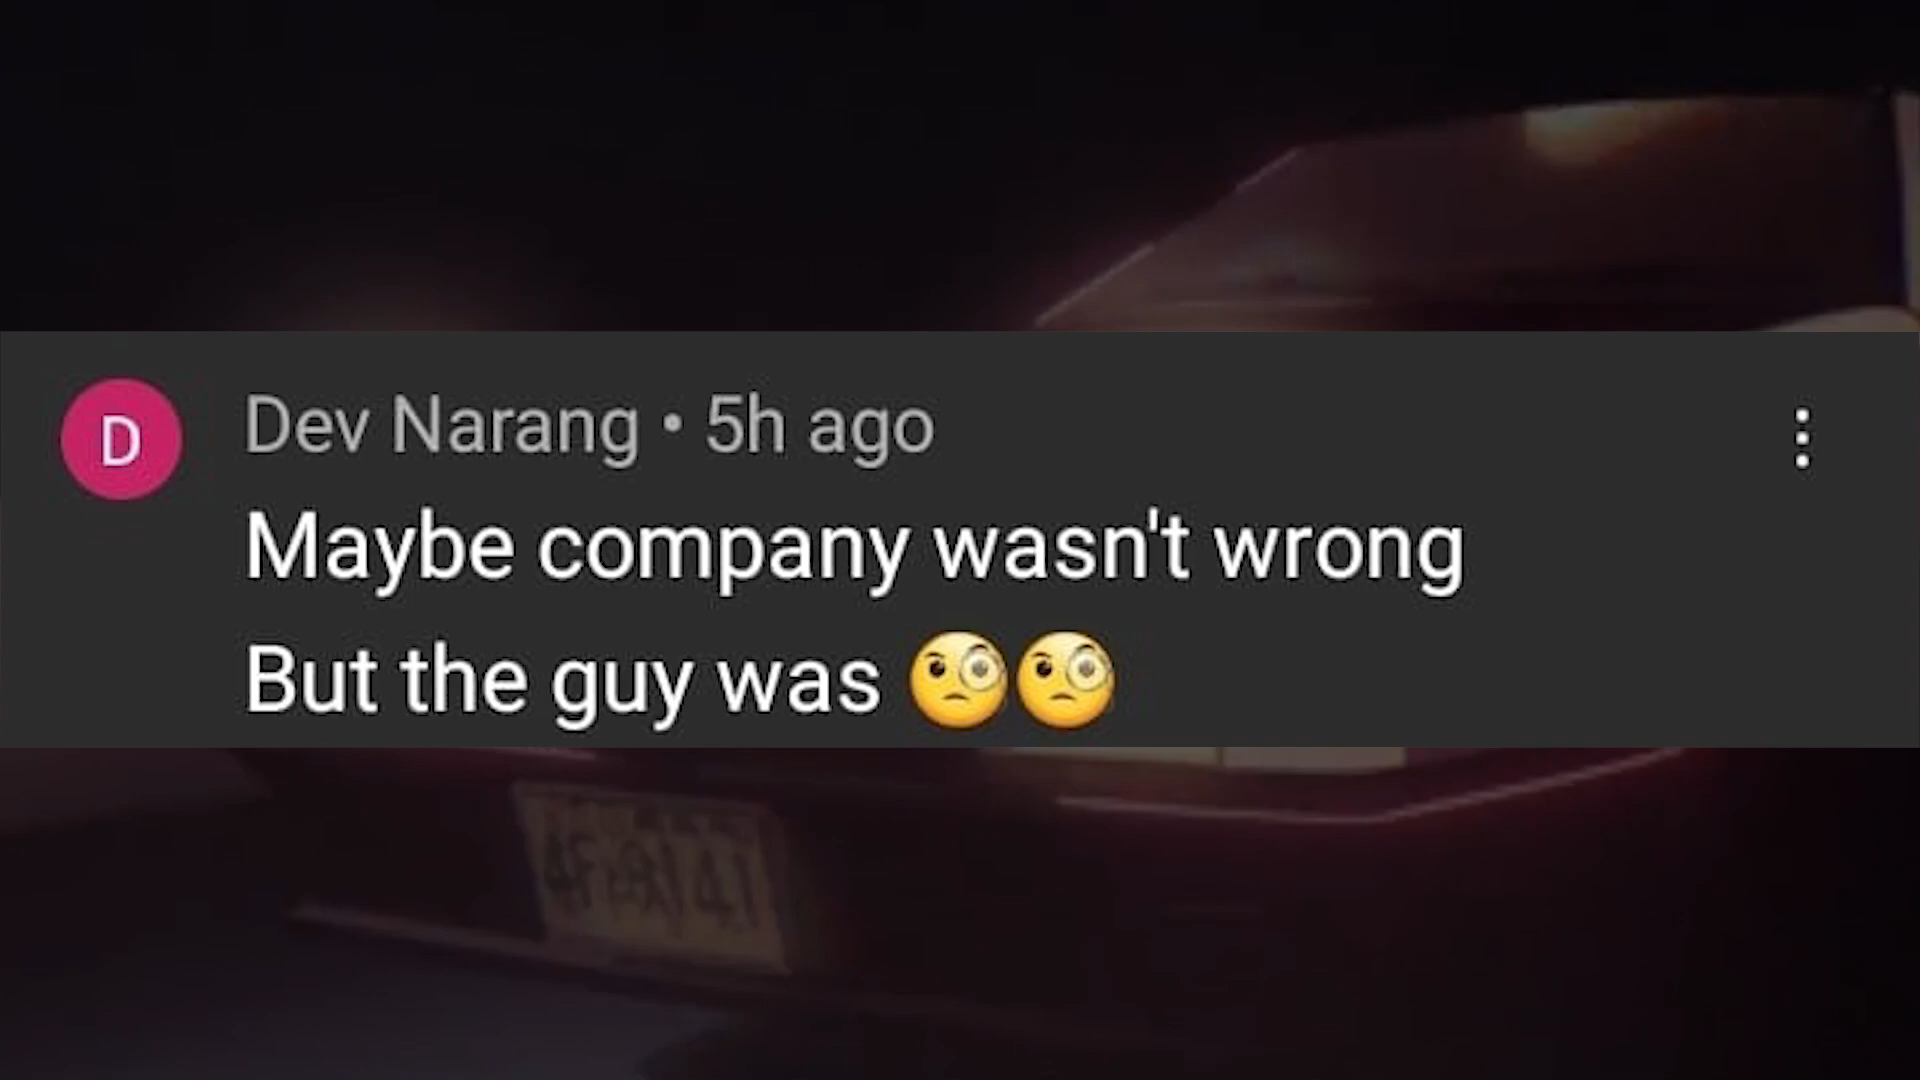 D
Dev Narang • 5h ago
Maybe company wasn't wrong
But the guy was 🧐🧐